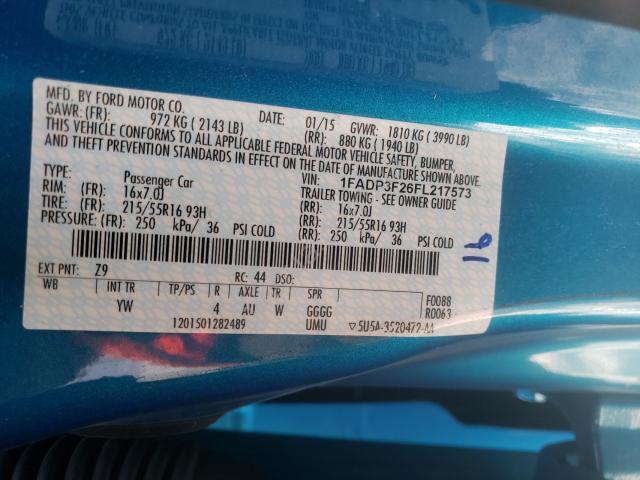 MFD. BY FORD MOTOR CO.
DATE: 01/15 GVWR: 1810 KG ( 3990 LB)
GAWR: (FR): 972 KG ( 2143 LB) (RR): 880 KG ( 1940 LB)
THIS VEHICLE CONFORMS TO ALL APPLICABLE FEDERAL MOTOR VEHICLE SAFETY, BUMPER,
AND THEFT PREVENTION STANDARDS IN EFFECT ON THE DATE OF MANUFACTURE SHOWN ABOVE.
VIN: 1FADP3F26FL217573
TYPE: Passenger Car TRAILER TOWING - SEE OWNER GUIDE
RIM: (FR): 16x7.0J (RR): 16x7.0J
TIRE: (FR): 215/55R16 93H (RR): 215/55R16 93H
PRESSURE: (FR): 250 kPa/ 36 PSI COLD (RR): 250 kPa/ 36 PSI COLD
116
EXT PNT: Z9 RC: 44 DSO:
WB INT TR TP/PS R AXLE TR SPR F0088
YW 4 AU W GGGG R0063
1201501282489 UMU 5U5A-3520472-AA